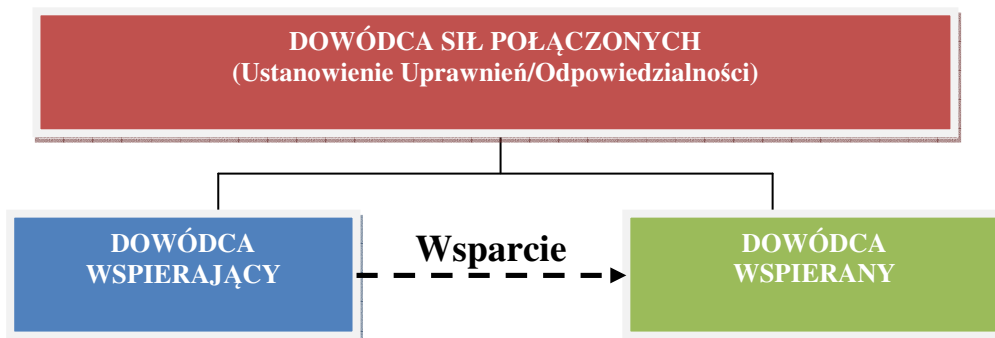 DOWÓDCA SIŁ POŁĄCZONYCH
(Ustanowienie Uprawnień/Odpowiedzialności)
DOWÓDCA
WSPIERAJĄCY
Wsparcie
DOWÓDCA
WSPIERANY